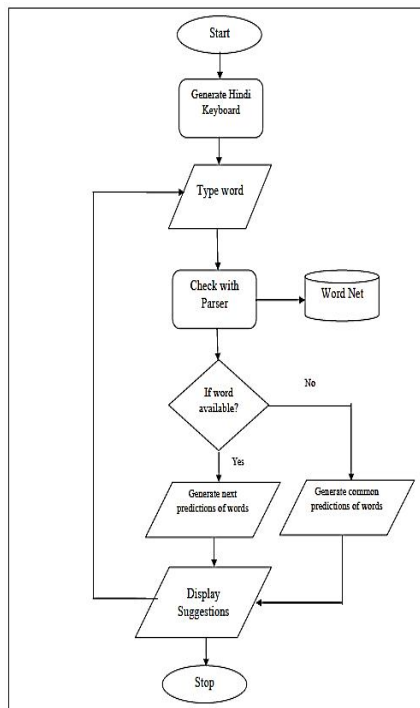 Start
Generate Hindi
Keyboard
Type word
Check with
Parser
Word Net
If word
available?
No
Yes
Generate next
predictions of words
Generate common
predictions of words
Display
Suggestions
Stop